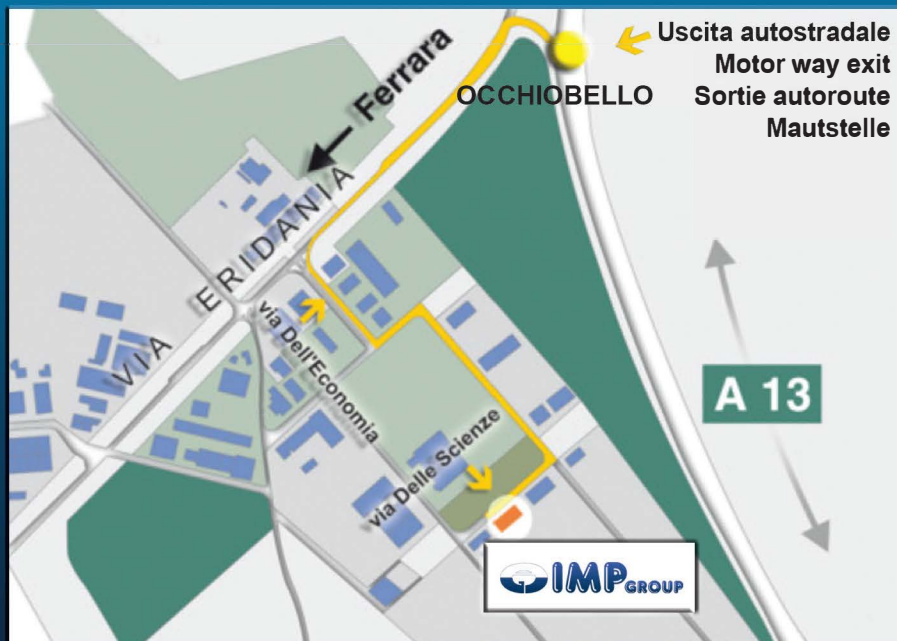 Uscita autostradale
Motor way exit
Sortie autoroute
Mautstelle
OCCHIOBELLO
Ferrara
VIA ERIDANIA
via Dell'Economia
via Delle Scienze
A 13
IMP GROUP